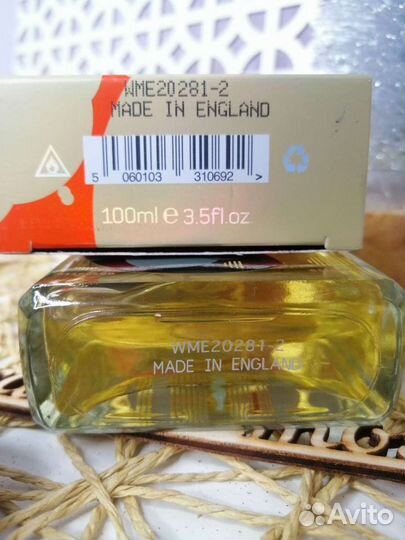 WME20281-2
MADE IN ENGLAND
5 060103 310692 >
100ml e 3.5fl.oz.
WME20281-2
MADE IN ENGLAND
Avito